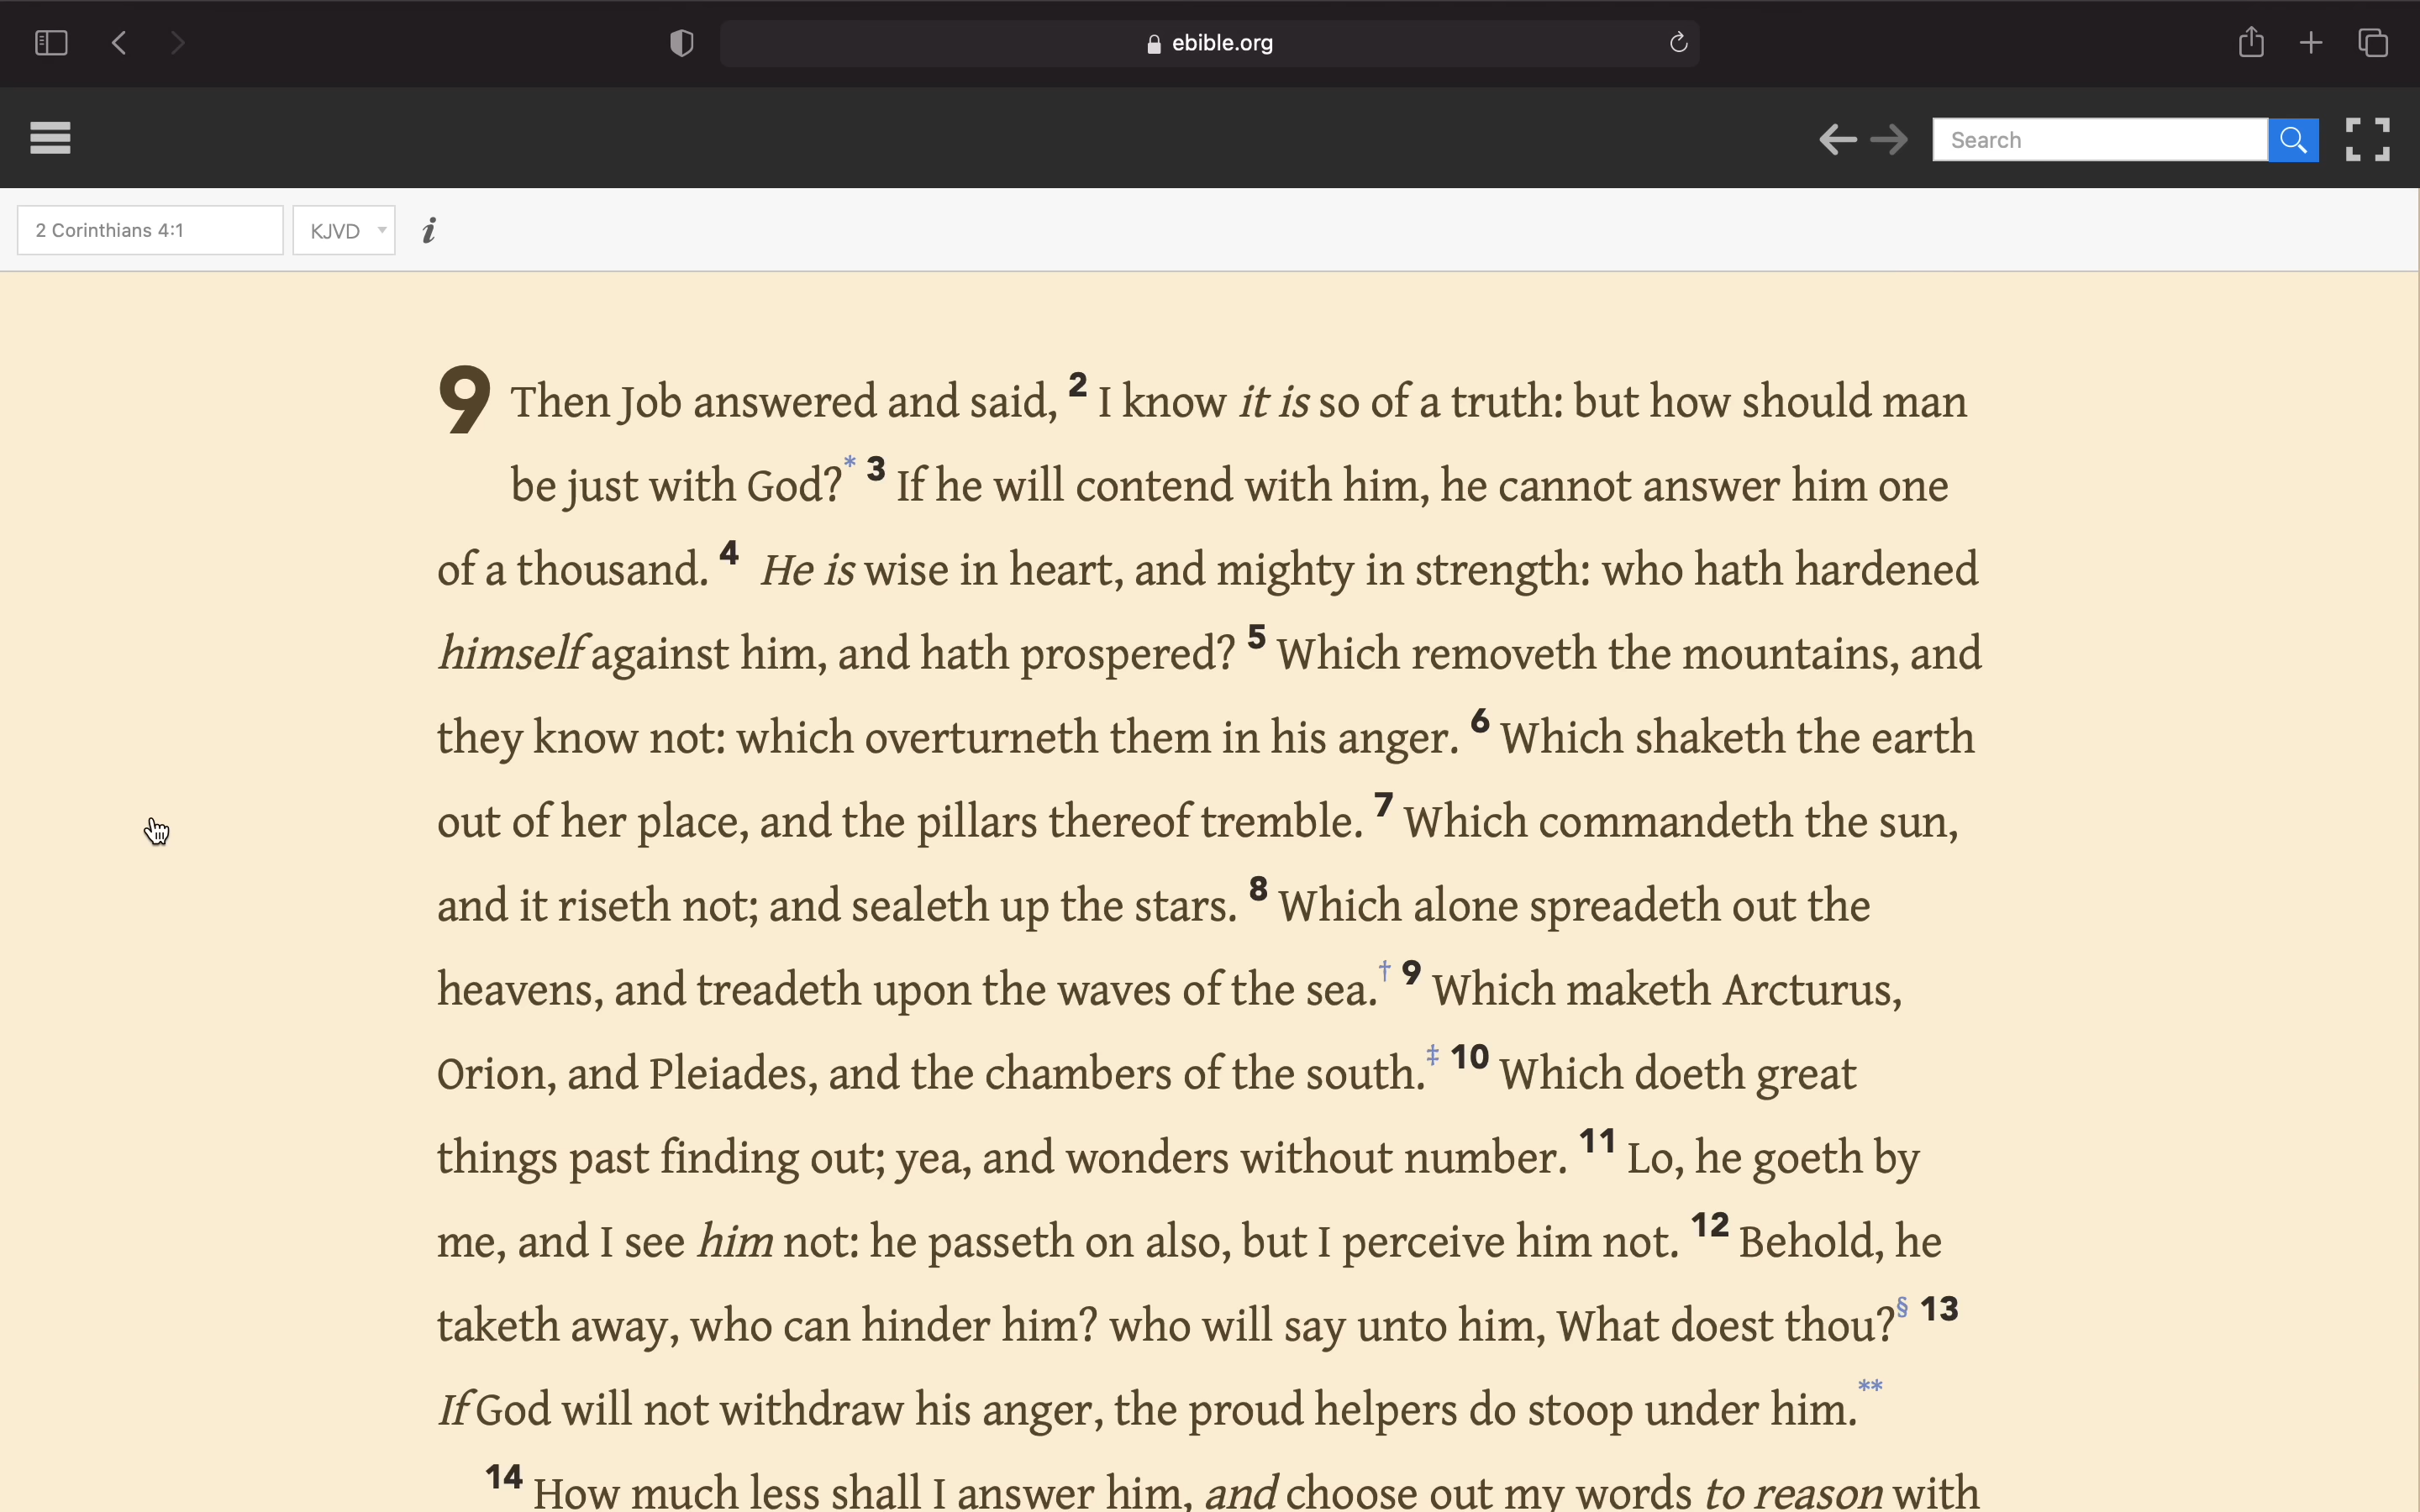 ebible.org
Search
2 Corinthians 4:1 KJVD i
9 Then Job answered and said, 2 I know it is so of a truth: but how should man
be just with God?* 3 If he will contend with him, he cannot answer him one
of a thousand. 4 He is wise in heart, and mighty in strength: who hath hardened
himself against him, and hath prospered? 5 Which removeth the mountains, and
they know not: which overturneth them in his anger. 6 Which shaketh the earth
out of her place, and the pillars thereof tremble. 7 Which commandeth the sun,
and it riseth not; and sealeth up the stars. 8 Which alone spreadeth out the
heavens, and treadeth upon the waves of the sea.† 9 Which maketh Arcturus,
Orion, and Pleiades, and the chambers of the south.‡ 10 Which doeth great
things past finding out; yea, and wonders without number. 11 Lo, he goeth by
me, and I see him not: he passeth on also, but I perceive him not. 12 Behold, he
taketh away, who can hinder him? who will say unto him, What doest thou?§ 13
If God will not withdraw his anger, the proud helpers do stoop under him.**
14 How much less shall I answer him, and choose out my words to reason with